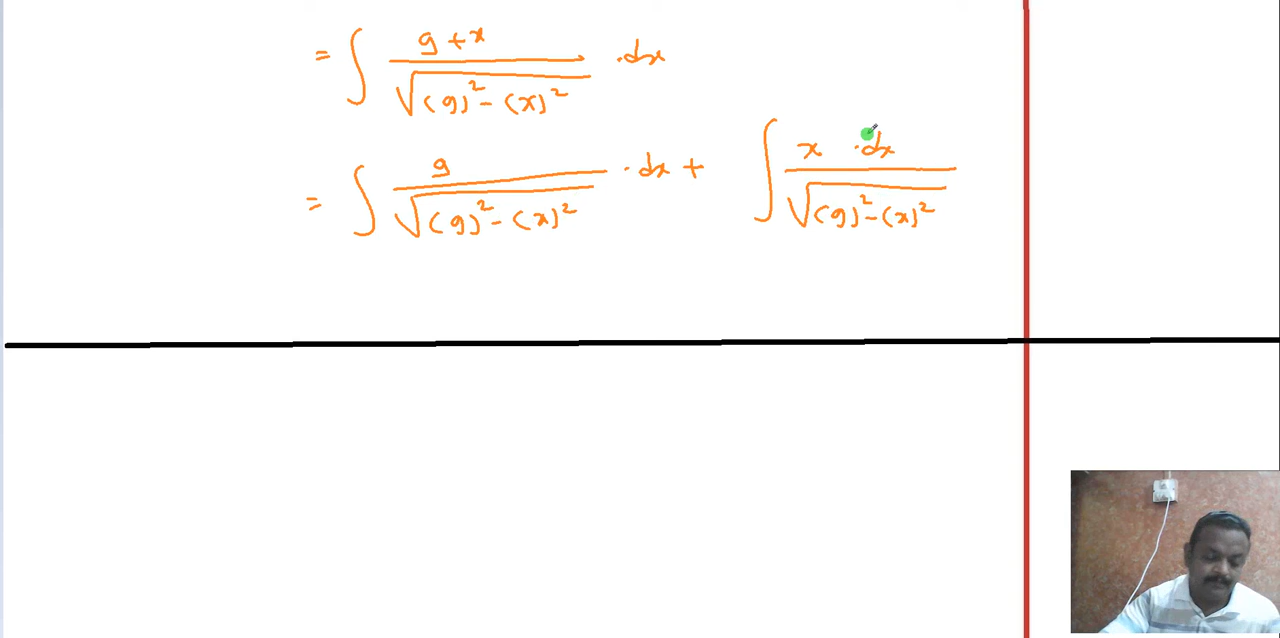 = ∫ (9 + x) / √((9)² - (x)²) . dx
= ∫ 9 / √((9)² - (x)²) . dx + ∫ x . dx / √((9)² - (x)²)